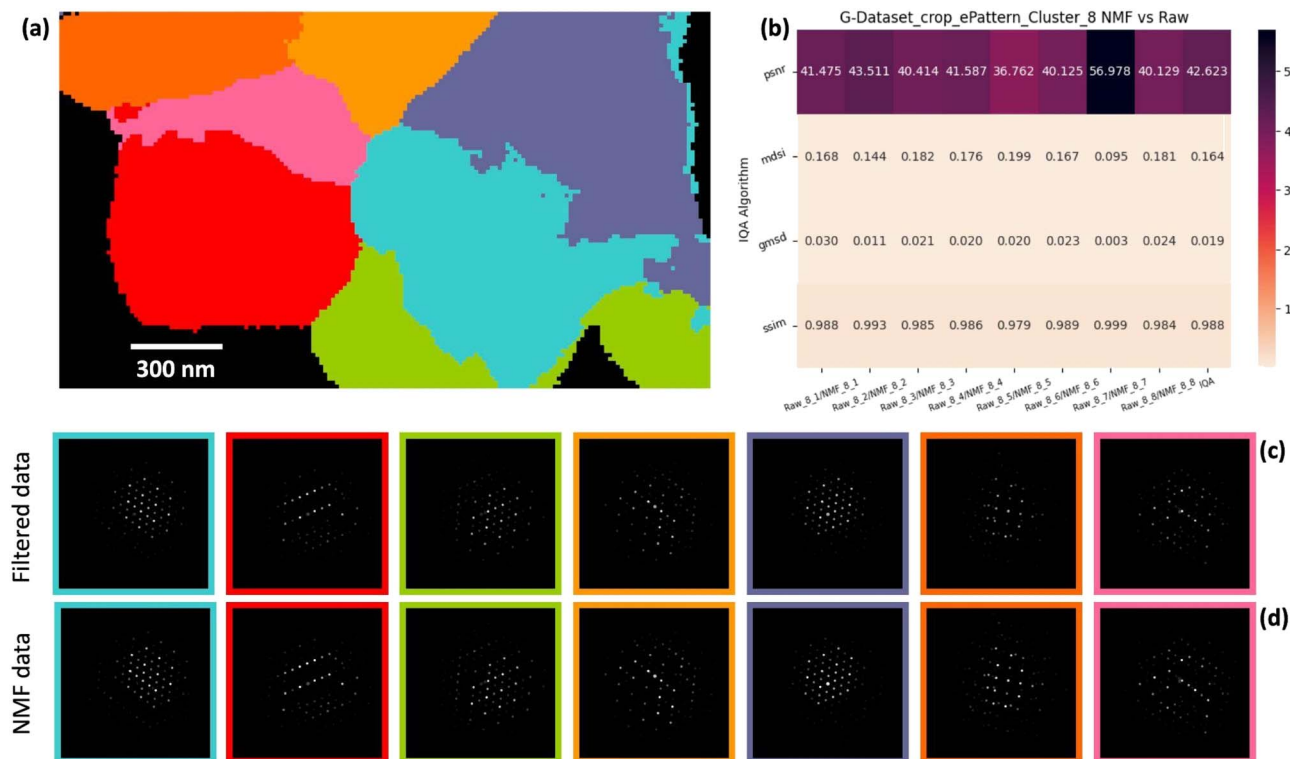 (a)
300 nm
(b)
G-Dataset_crop_ePattern_Cluster_8 NMF vs Raw
IQA Algorithm
psnr 41.475 43.511 40.414 41.587 36.762 40.125 56.978 40.129 42.623
mdsi 0.168 0.144 0.182 0.176 0.199 0.167 0.095 0.181 0.164
gmsd 0.030 0.011 0.021 0.020 0.020 0.023 0.003 0.024 0.019
ssim 0.988 0.993 0.985 0.986 0.979 0.989 0.999 0.984 0.988
Raw_8_1/NMF_8_1 Raw_8_2/NMF_8_2 Raw_8_3/NMF_8_3 Raw_8_4/NMF_8_4 Raw_8_5/NMF_8_5 Raw_8_6/NMF_8_6 Raw_8_7/NMF_8_7 Raw_8_8/NMF_8_8 IQA
5
4
3
2
1
Filtered data
(c)
NMF data
(d)